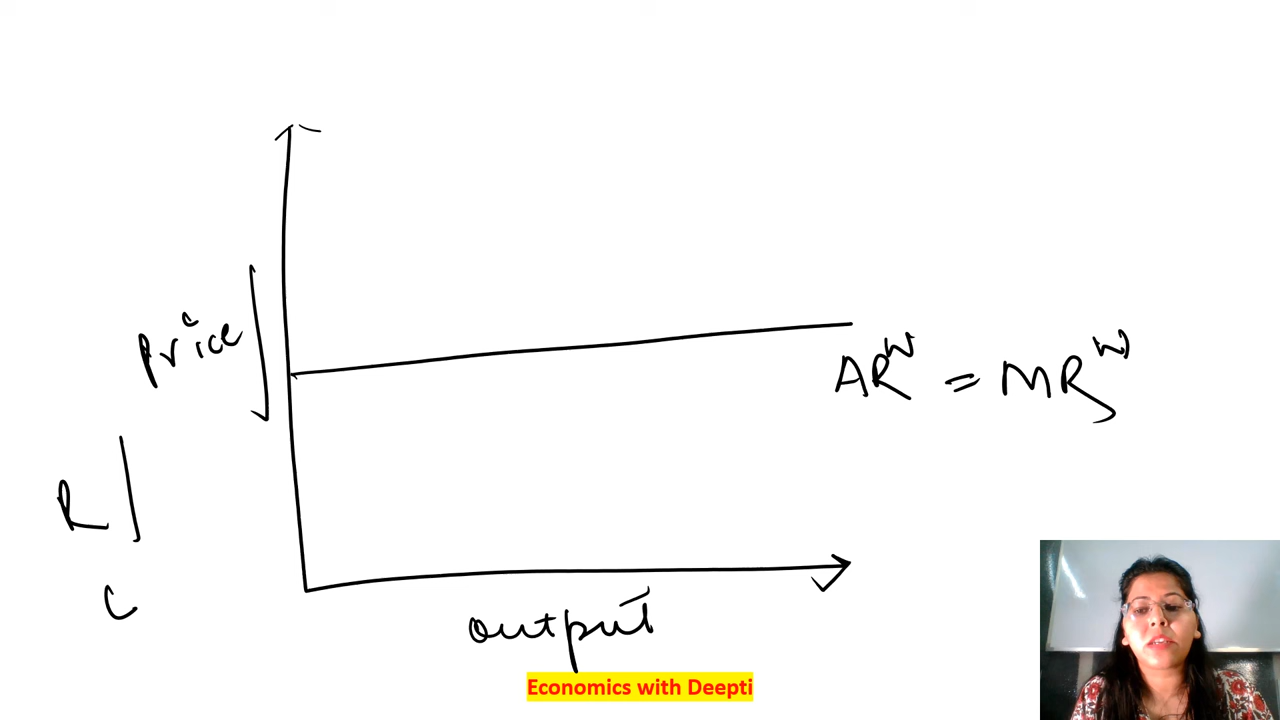 Price
AR^W = MR^W
R
C
output
Economics with Deepti